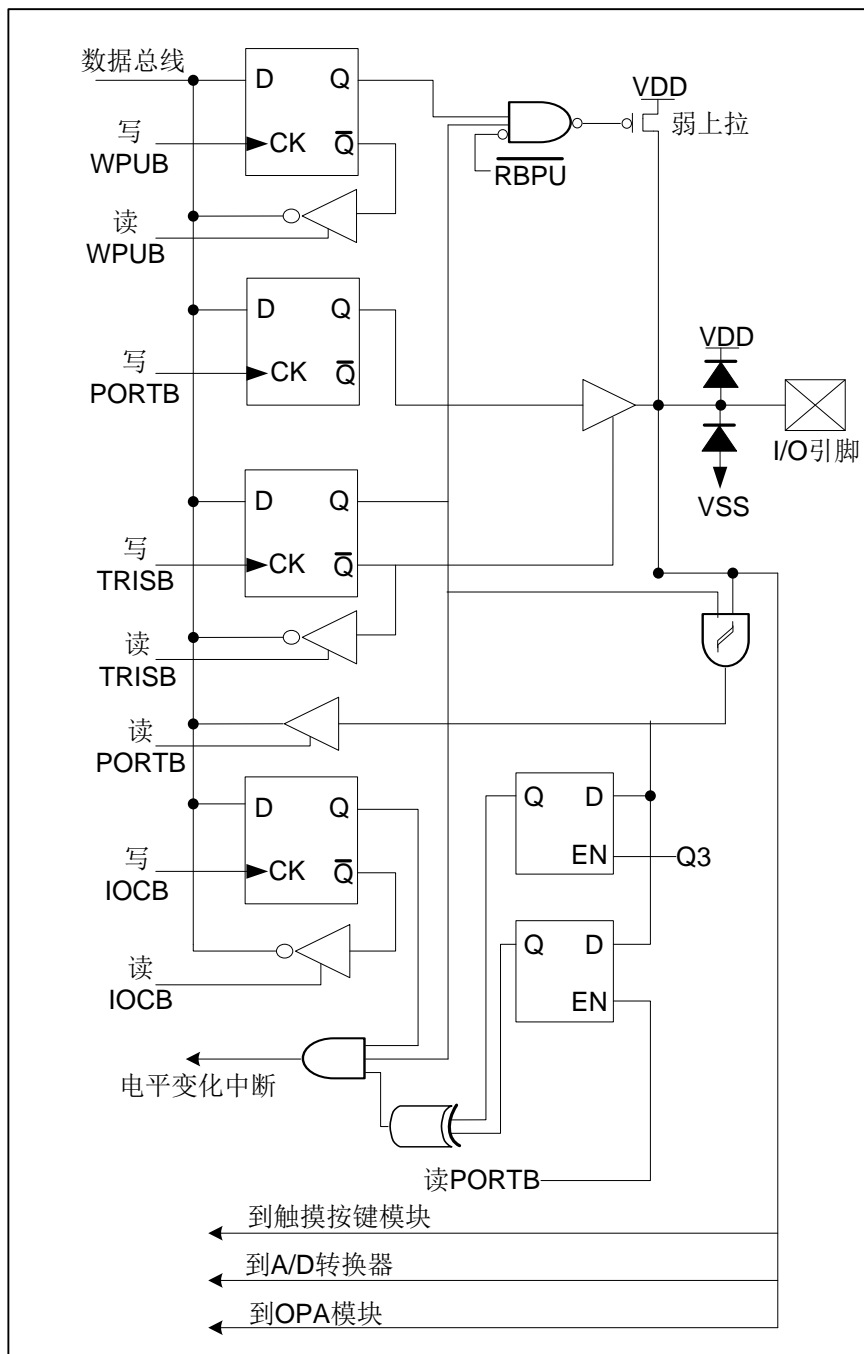 数据总线
D Q
写
WPUB
CK Q
VDD
弱上拉
RBPU
读
WPUB
D Q
写
PORTB
CK Q
VDD
I/O引脚
VSS
D Q
写
TRISB
CK Q
读
TRISB
读
PORTB
D Q
写
IOCB
CK Q
Q D
EN
Q3
读
IOCB
Q D
EN
电平变化中断
读PORTB
到触摸按键模块
到A/D转换器
到OPA模块